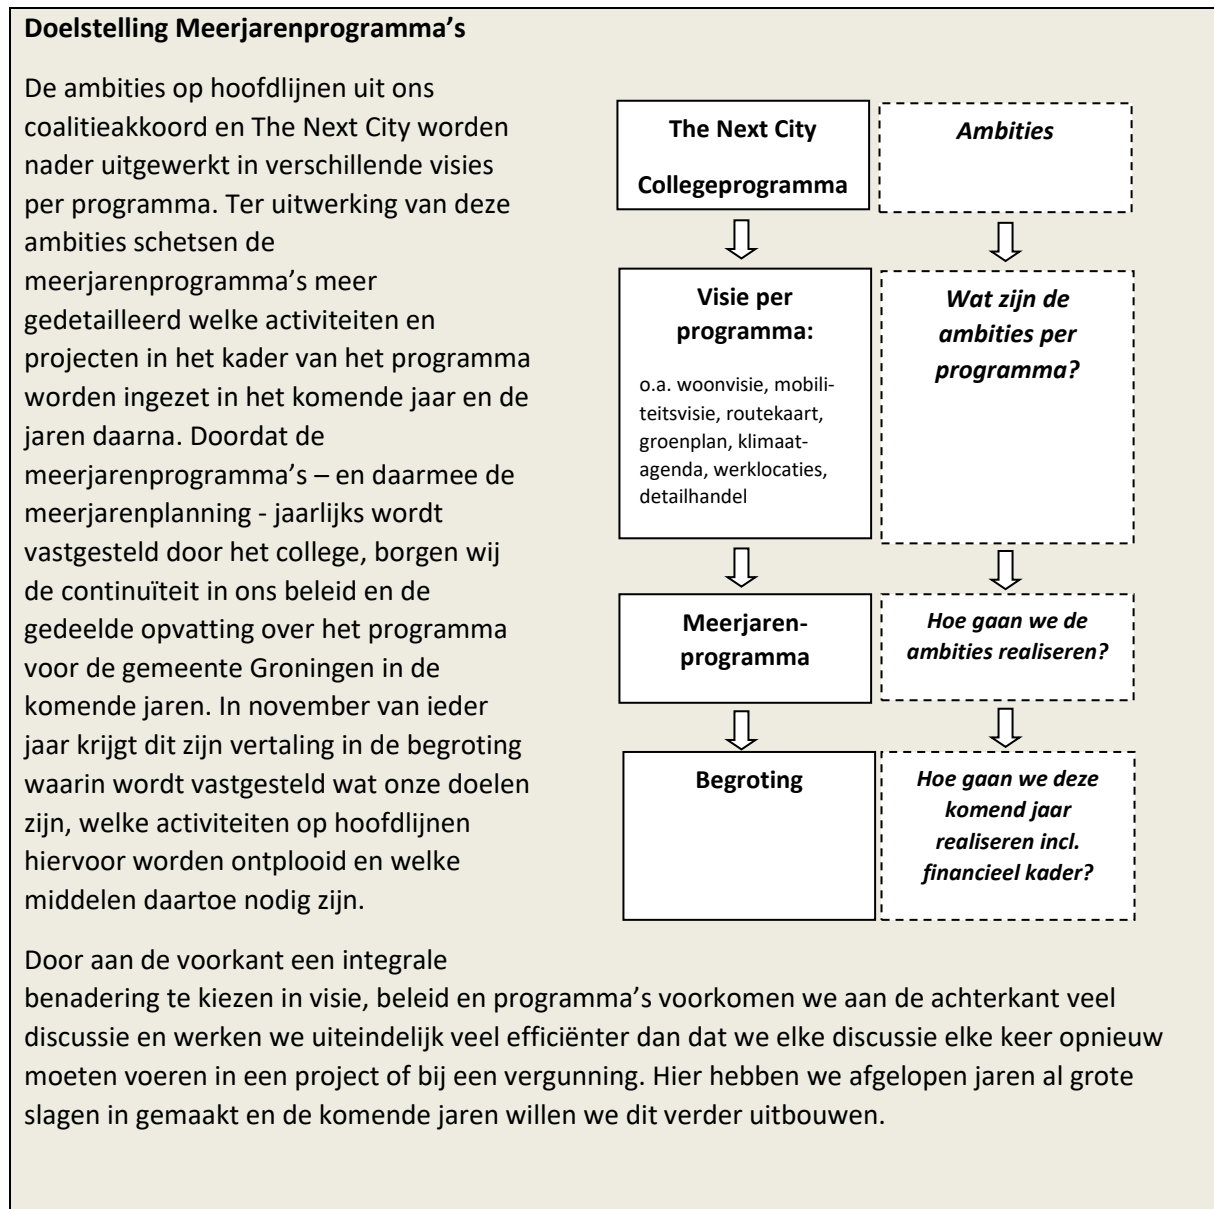 Doelstelling Meerjarenprogramma’s
De ambities op hoofdlijnen uit ons
coalitieakkoord en The Next City worden
nader uitgewerkt in verschillende visies
per programma. Ter uitwerking van deze
ambities schetsen de
meerjarenprogramma’s meer
gedetailleerd welke activiteiten en
projecten in het kader van het programma
worden ingezet in het komende jaar en de
jaren daarna. Doordat de
meerjarenprogramma’s – en daarmee de
meerjarenplanning - jaarlijks wordt
vastgesteld door het college, borgen wij
de continuïteit in ons beleid en de
gedeelde opvatting over het programma
voor de gemeente Groningen in de
komende jaren. In november van ieder
jaar krijgt dit zijn vertaling in de begroting
waarin wordt vastgesteld wat onze doelen
zijn, welke activiteiten op hoofdlijnen
hiervoor worden ontplooid en welke
middelen daartoe nodig zijn.
The Next City
Collegeprogramma
Ambities
Visie per
programma:
o.a. woonvisie, mobili-
teitsvisie, routekaart,
groenplan, klimaat-
agenda, werklocaties,
detailhandel
Wat zijn de
ambities per
programma?
Meerjaren-
programma
Hoe gaan we de
ambities realiseren?
Begroting
Hoe gaan we deze
komend jaar
realiseren incl.
financieel kader?
Door aan de voorkant een integrale
benadering te kiezen in visie, beleid en programma’s voorkomen we aan de achterkant veel
discussie en werken we uiteindelijk veel efficiënter dan dat we elke discussie elke keer opnieuw
moeten voeren in een project of bij een vergunning. Hier hebben we afgelopen jaren al grote
slagen in gemaakt en de komende jaren willen we dit verder uitbouwen.